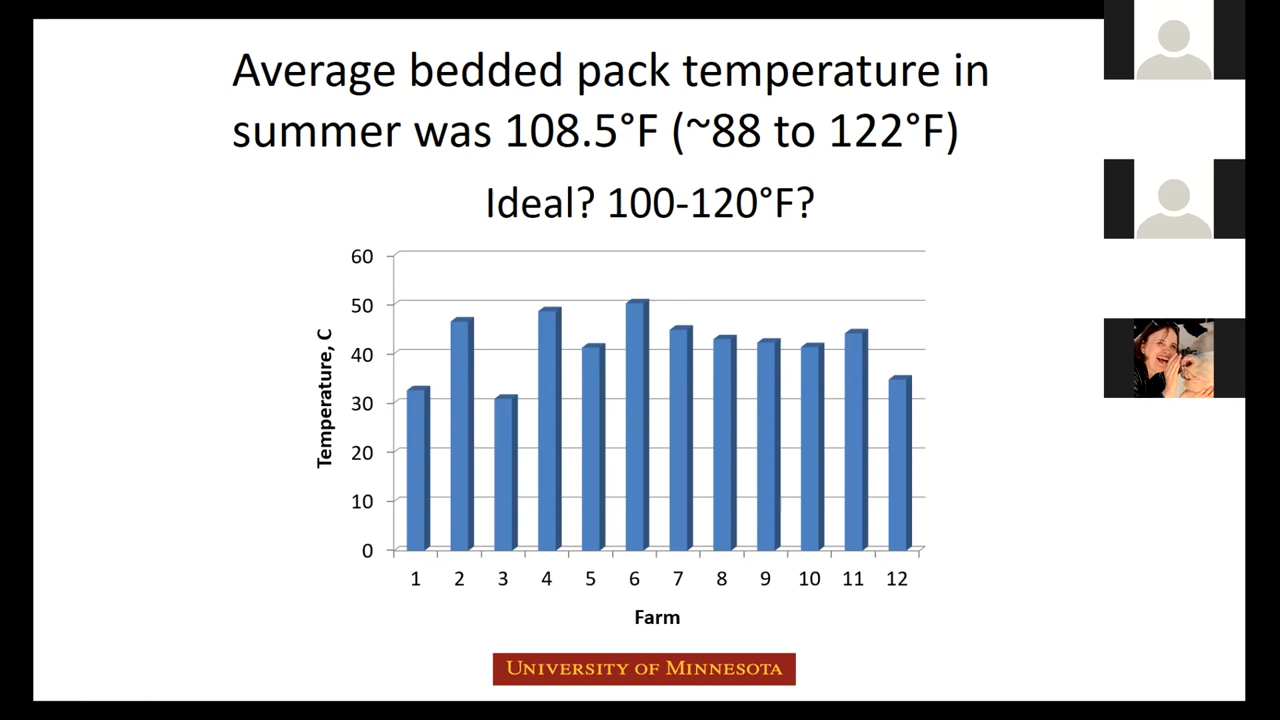 Average bedded pack temperature in
summer was 108.5°F (~88 to 122°F)
Ideal? 100-120°F?
60
50
40
30
20
10
0
Temperature, C
1 2 3 4 5 6 7 8 9 10 11 12
Farm
UNIVERSITY OF MINNESOTA